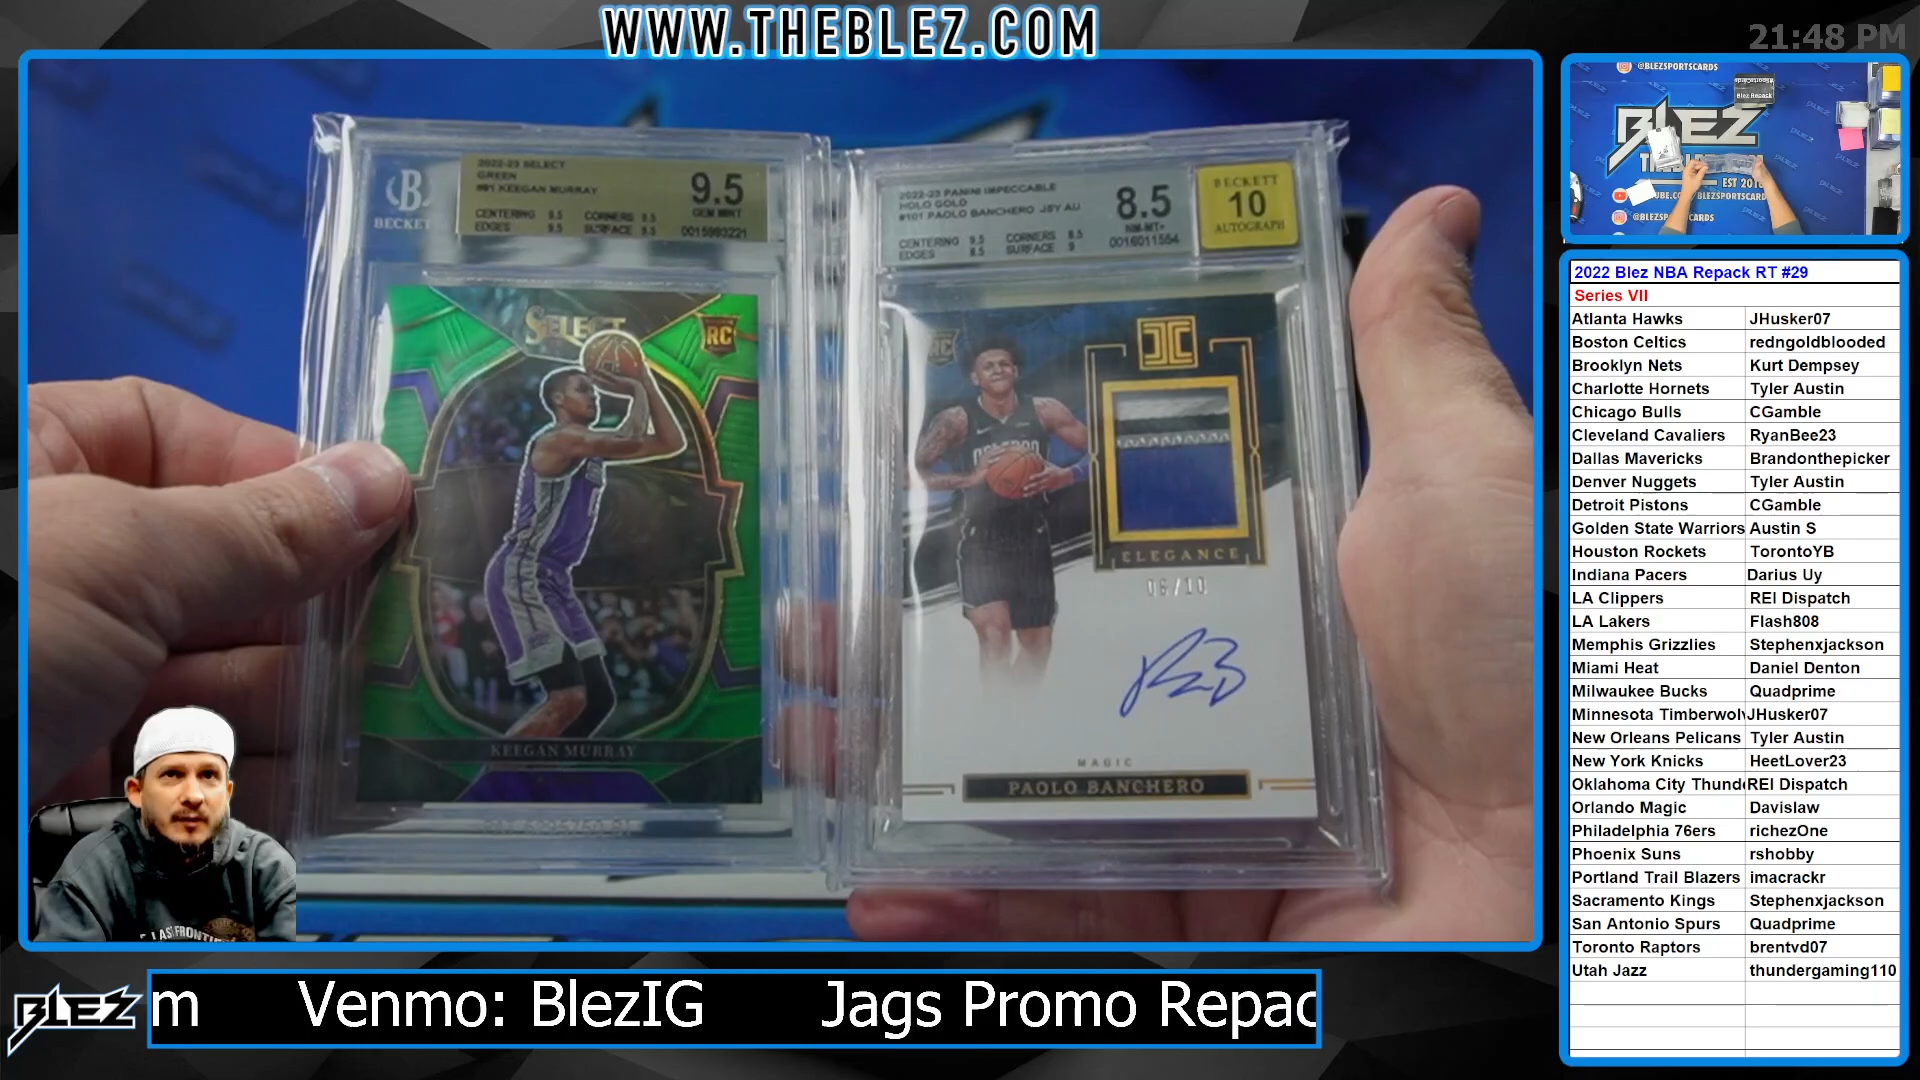 WWW.THEBLEZ.COM
21:48 PM
2022-23 SELECT
GREEN
#81 KEEGAN MURRAY
CENTERING 9.5 CORNERS 9.5
EDGES 9.5 SURFACE 9.5
9.5
GEM MINT
0015993221
BECKETT
SELECT
RC
KEEGAN MURRAY
2022-23 PANINI IMPECCABLE
HOLO GOLD
#101 PAOLO BANCHERO JSY AU
CENTERING 9.5 CORNERS 8.5
EDGES 8.5 SURFACE 9
8.5
NM-MT+
0016011554
BECKETT
10
AUTOGRAPH
RC
ELEGANCE
06/10
MAGIC
PAOLO BANCHERO
@BLEZSPORTSCARDS
Blez Repack
BLEZ
EST 2016
@BLEZSPORTSCARDS
2022 Blez NBA Repack RT #29
Series VII
Atlanta Hawks JHusker07
Boston Celtics redngoldblooded
Brooklyn Nets Kurt Dempsey
Charlotte Hornets Tyler Austin
Chicago Bulls CGamble
Cleveland Cavaliers RyanBee23
Dallas Mavericks Brandonthepicker
Denver Nuggets Tyler Austin
Detroit Pistons CGamble
Golden State Warriors Austin S
Houston Rockets TorontoYB
Indiana Pacers Darius Uy
LA Clippers REI Dispatch
LA Lakers Flash808
Memphis Grizzlies Stephenxjackson
Miami Heat Daniel Denton
Milwaukee Bucks Quadprime
Minnesota Timberwolv JHusker07
New Orleans Pelicans Tyler Austin
New York Knicks HeetLover23
Oklahoma City Thund REI Dispatch
Orlando Magic Davislaw
Philadelphia 76ers richezOne
Phoenix Suns rshobby
Portland Trail Blazers imacrackr
Sacramento Kings Stephenxjackson
San Antonio Spurs Quadprime
Toronto Raptors brentvd07
Utah Jazz thundergaming110
BLEZ
m Venmo: BlezIG Jags Promo Repac